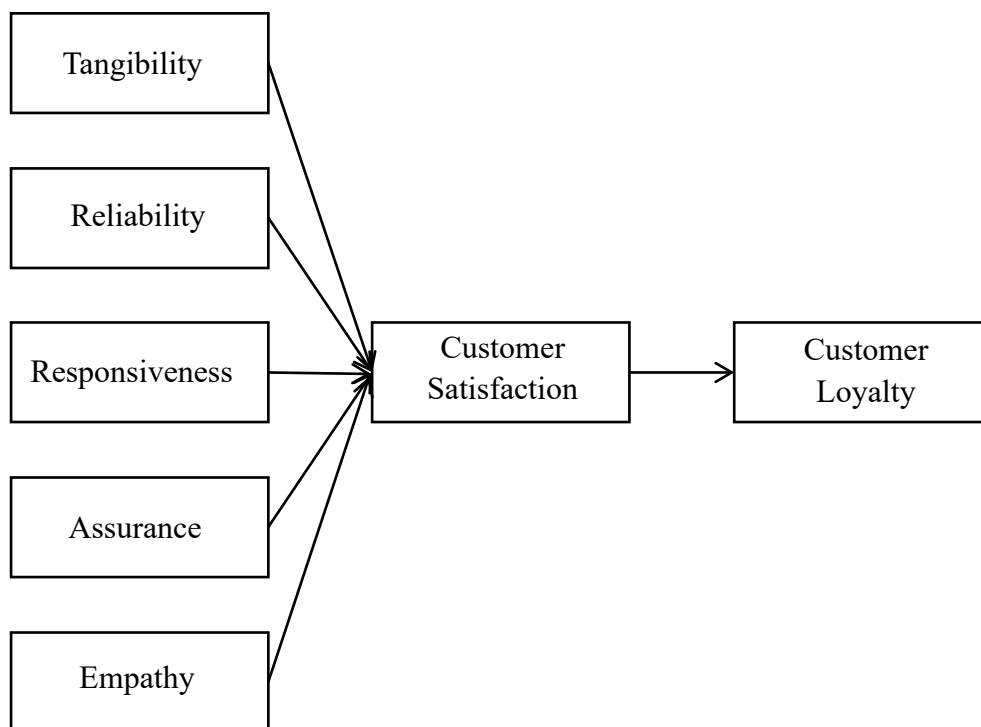 Tangibility
Reliability
Responsiveness
Assurance
Empathy
Customer
Satisfaction
Customer
Loyalty